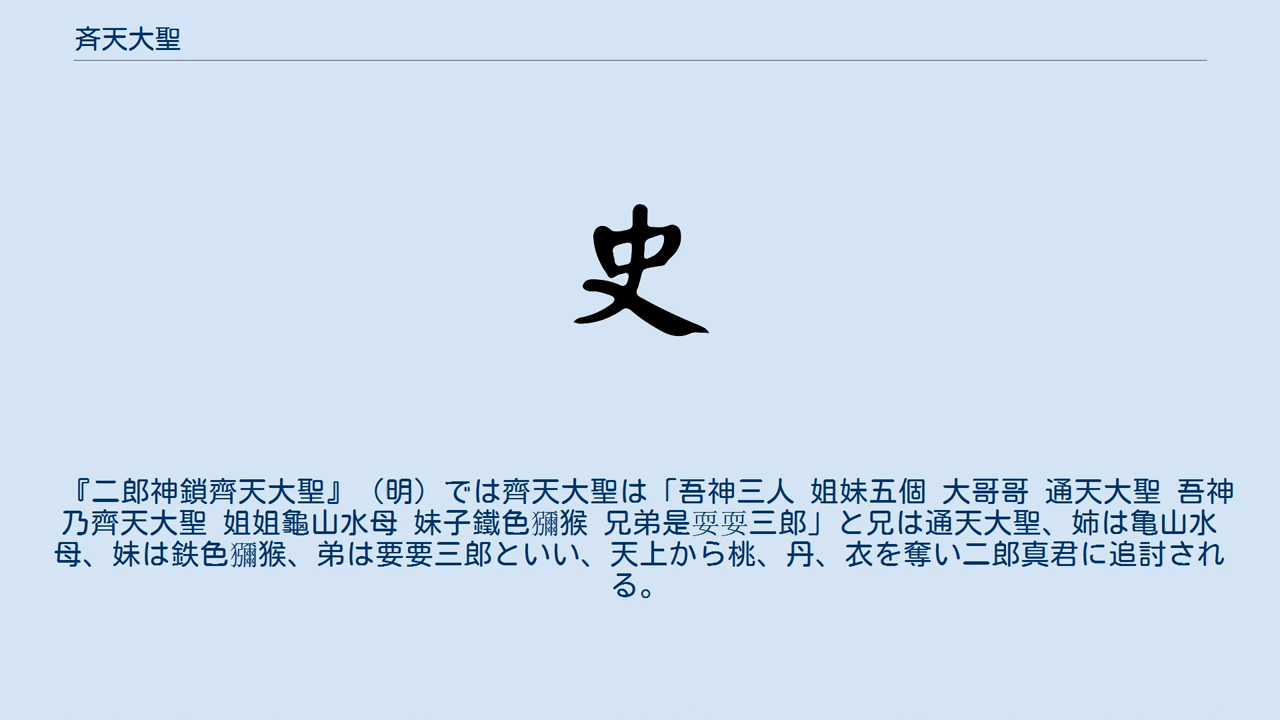 斉天大聖
史
『二郎神鎖齊天大聖』（明）では齊天大聖は「吾神三人 姐妹五個 大哥哥 通天大聖 吾神
乃齊天大聖 姐姐龜山水母 妹子鐵色獼猴 兄弟是耍耍三郎」と兄は通天大聖、姉は亀山水
母、妹は鉄色獼猴、弟は要要三郎といい、天上から桃、丹、衣を奪い二郎真君に追討され
る。